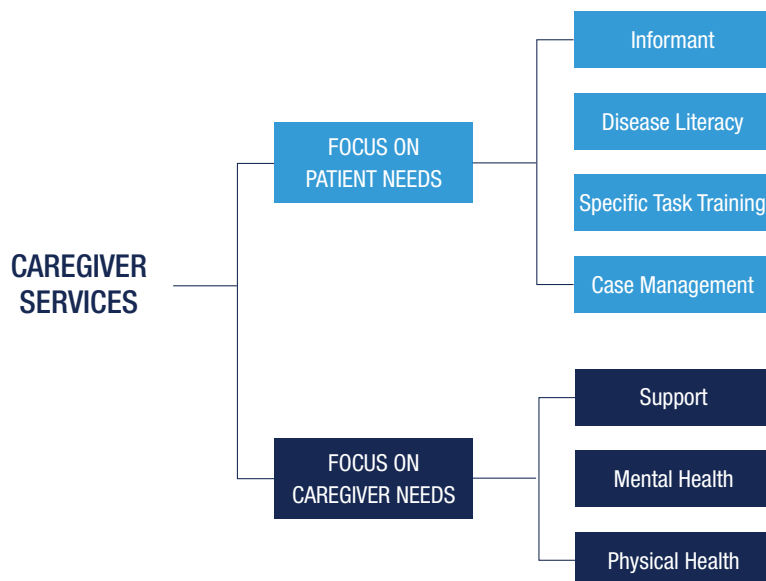 CAREGIVER
SERVICES
FOCUS ON
PATIENT NEEDS
Informant
Disease Literacy
Specific Task Training
Case Management
FOCUS ON
CAREGIVER NEEDS
Support
Mental Health
Physical Health